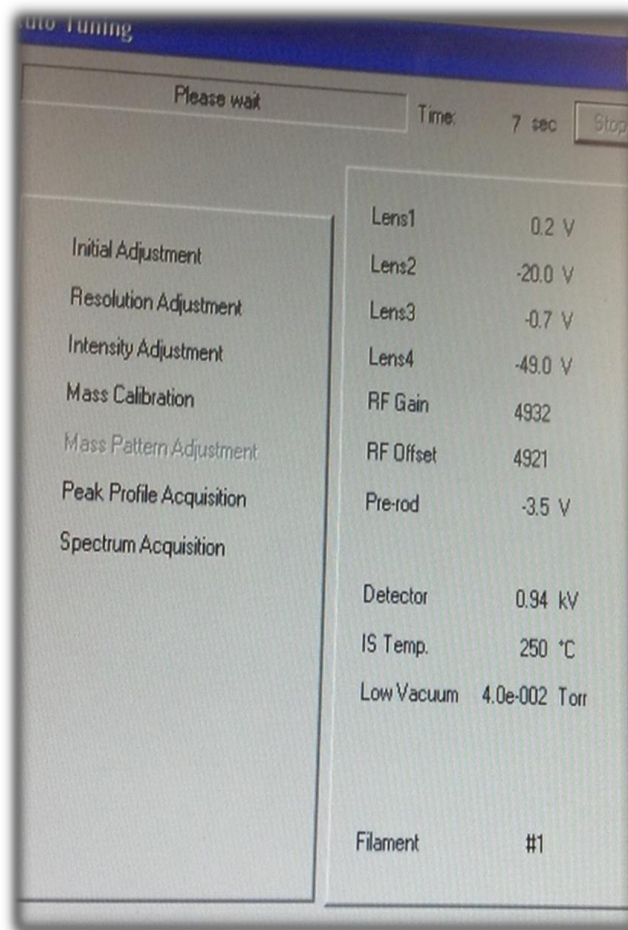 Auto Tuning
Please wait
Time: 7 sec
Stop
Initial Adjustment
Resolution Adjustment
Intensity Adjustment
Mass Calibration
Mass Pattern Adjustment
Peak Profile Acquisition
Spectrum Acquisition
Lens1 0.2 V
Lens2 -20.0 V
Lens3 -0.7 V
Lens4 -49.0 V
RF Gain 4932
RF Offset 4921
Pre-rod -3.5 V
Detector 0.94 kV
IS Temp. 250 °C
Low Vacuum 4.0e-002 Torr
Filament #1